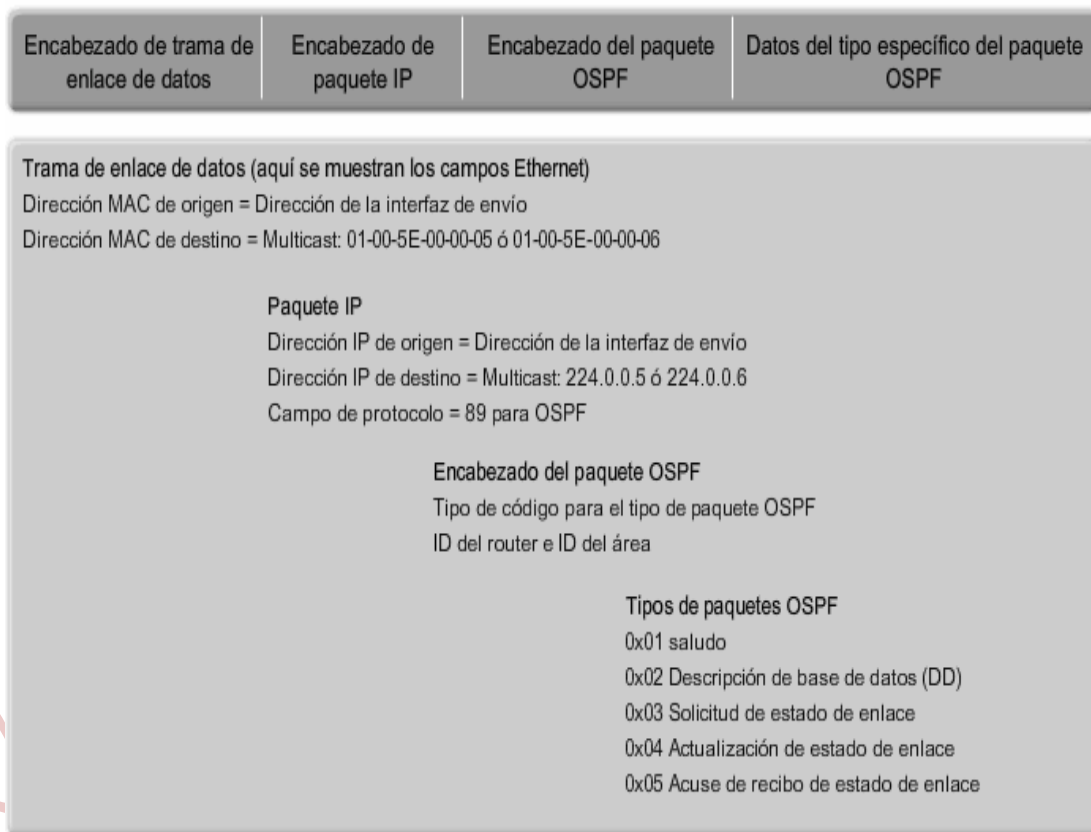 Encabezado de trama de enlace de datos
Encabezado de paquete IP
Encabezado del paquete OSPF
Datos del tipo específico del paquete OSPF
Trama de enlace de datos (aquí se muestran los campos Ethernet)
Dirección MAC de origen = Dirección de la interfaz de envío
Dirección MAC de destino = Multicast: 01-00-5E-00-00-05 ó 01-00-5E-00-00-06
Paquete IP
Dirección IP de origen = Dirección de la interfaz de envío
Dirección IP de destino = Multicast: 224.0.0.5 ó 224.0.0.6
Campo de protocolo = 89 para OSPF
Encabezado del paquete OSPF
Tipo de código para el tipo de paquete OSPF
ID del router e ID del área
Tipos de paquetes OSPF
0x01 saludo
0x02 Descripción de base de datos (DD)
0x03 Solicitud de estado de enlace
0x04 Actualización de estado de enlace
0x05 Acuse de recibo de estado de enlace